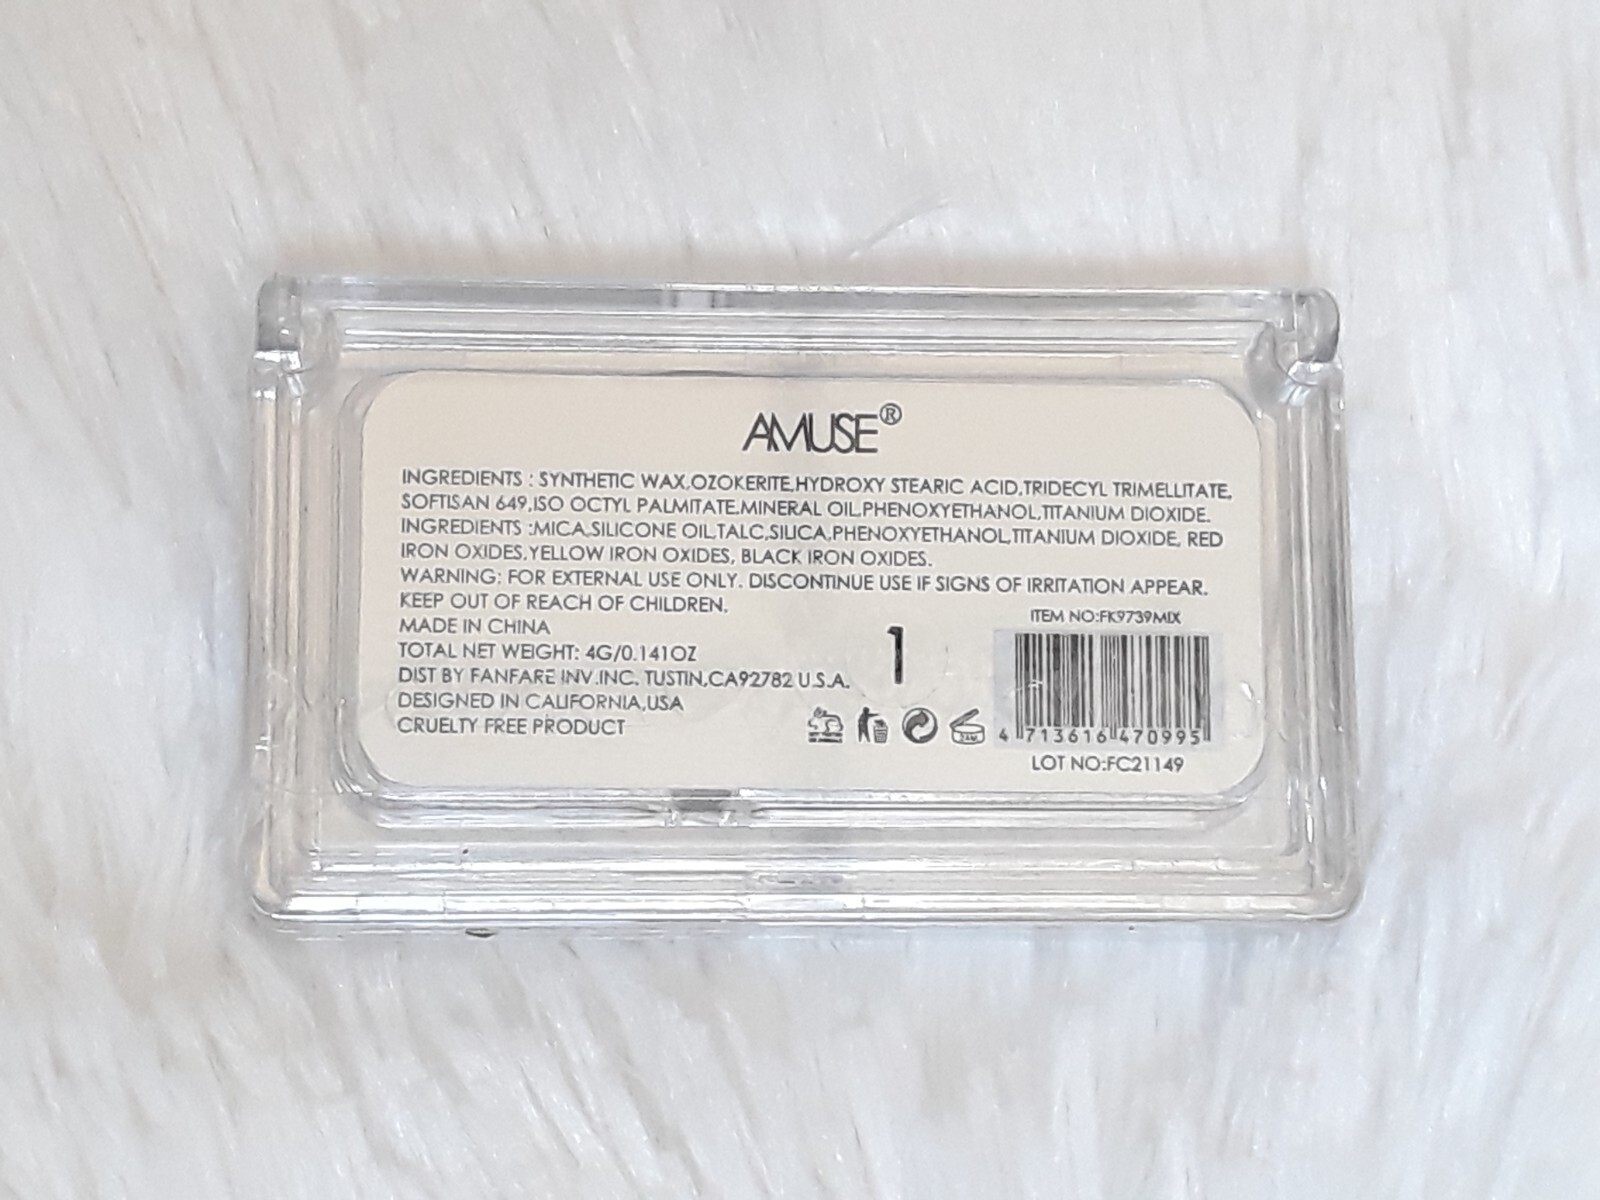 AMUSE®
INGREDIENTS : SYNTHETIC WAX,OZOKERITE,HYDROXY STEARIC ACID,TRIDECYL TRIMELLITATE,
SOFTISAN 649,ISO OCTYL PALMITATE,MINERAL OIL,PHENOXYETHANOL,TITANIUM DIOXIDE.
INGREDIENTS :MICA,SILICONE OIL,TALC,SILICA,PHENOXYETHANOL,TITANIUM DIOXIDE, RED
IRON OXIDES,YELLOW IRON OXIDES, BLACK IRON OXIDES.
WARNING: FOR EXTERNAL USE ONLY. DISCONTINUE USE IF SIGNS OF IRRITATION APPEAR.
KEEP OUT OF REACH OF CHILDREN.
MADE IN CHINA
TOTAL NET WEIGHT: 4G/0.141OZ
DIST BY FANFARE INV.INC. TUSTIN,CA92782 U.S.A.
DESIGNED IN CALIFORNIA,USA
CRUELTY FREE PRODUCT
1
ITEM NO:FK9739MIX
4 713616 470995
LOT NO:FC21149